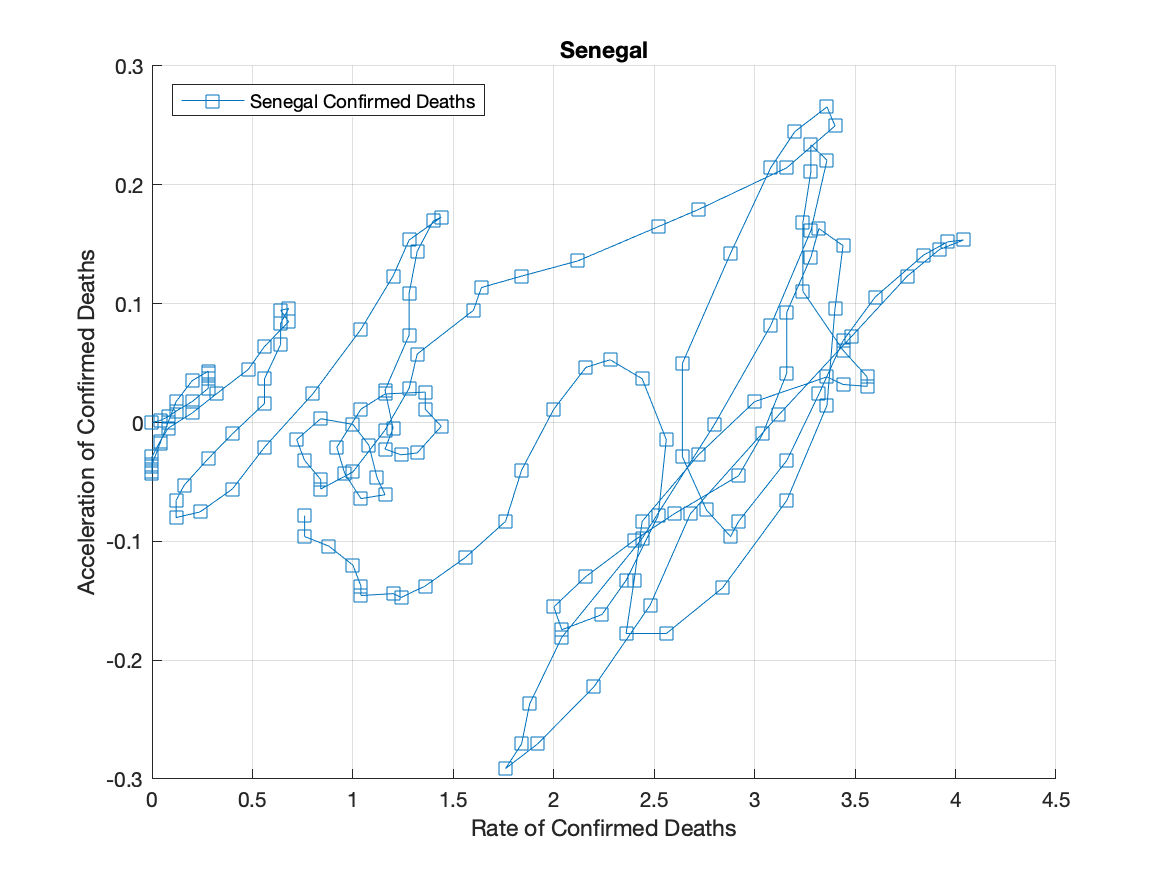 Senegal
0.3
Senegal Confirmed Deaths
0.2
0.1
0
-0.1
-0.2
-0.3
Acceleration of Confirmed Deaths
0 0.5 1 1.5 2 2.5 3 3.5 4 4.5
Rate of Confirmed Deaths